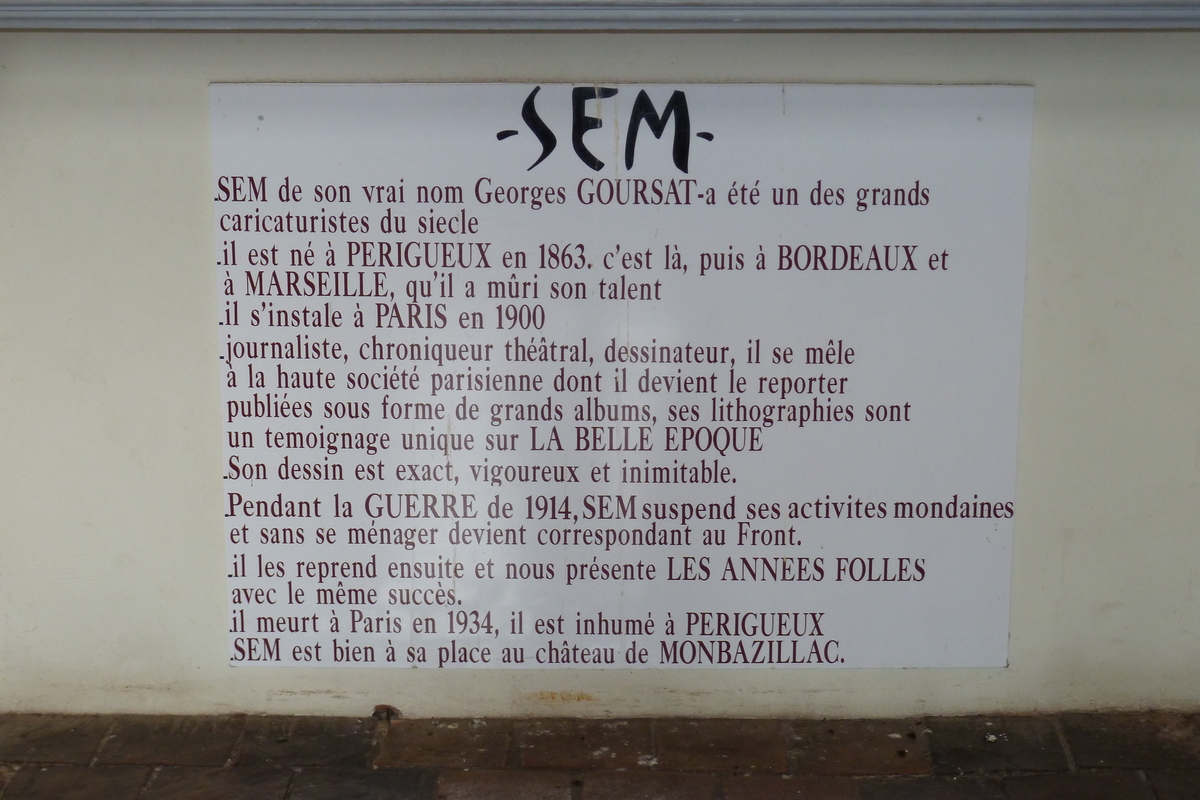 -SEM-
.SEM de son vrai nom Georges GOURSAT-a été un des grands
caricaturistes du siecle
.il est né à PERIGUEUX en 1863. c'est là, puis à BORDEAUX et
à MARSEILLE, qu'il a mûri son talent
.il s'instale à PARIS en 1900
.journaliste, chroniqueur théâtral, dessinateur, il se mêle
à la haute société parisienne dont il devient le reporter
publiées sous forme de grands albums, ses lithographies sont
un temoignage unique sur LA BELLE EPOQUE
.Son dessin est exact, vigoureux et inimitable.
.Pendant la GUERRE de 1914, SEM suspend ses activites mondaines
et sans se ménager devient correspondant au Front.
.il les reprend ensuite et nous présente LES ANNEES FOLLES
avec le même succès.
.il meurt à Paris en 1934, il est inhumé à PERIGUEUX
.SEM est bien à sa place au château de MONBAZILLAC.